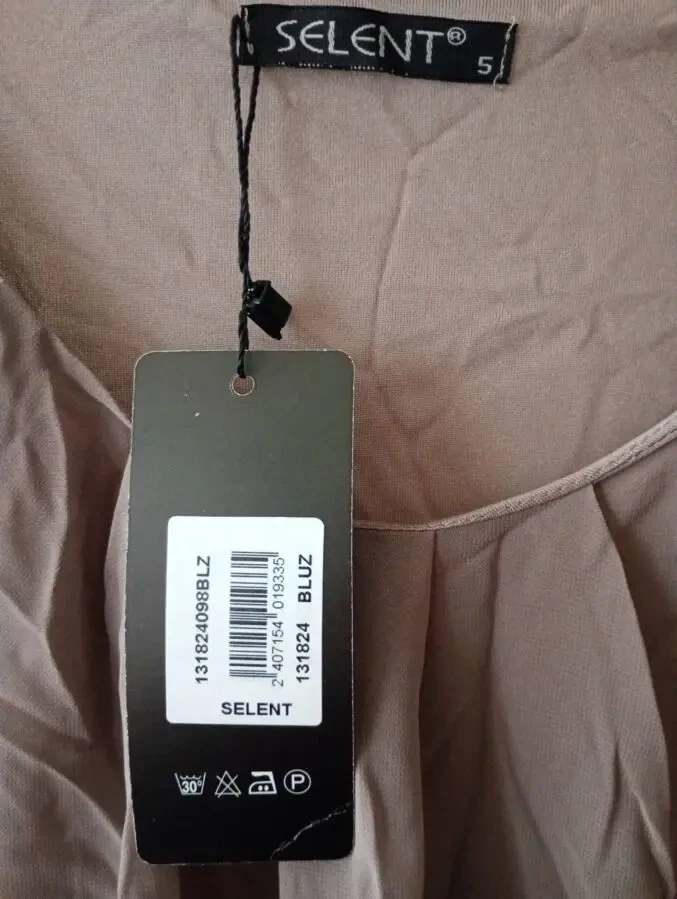 SELENT®
5
131824098BLZ
2 407154 019335
131824 BLUZ
SELENT
30°
P